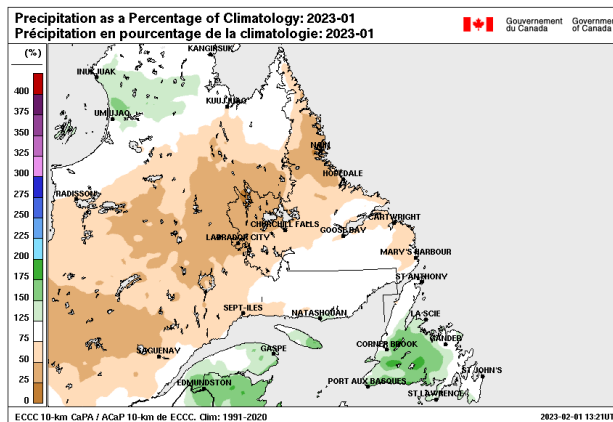 Precipitation as a Percentage of Climatology: 2023-01
Précipitation en pourcentage de la climatologie: 2023-01
Gouvernement du Canada
Government of Canada
(%)
400
375
350
325
300
275
250
225
200
175
150
125
75
50
25
0
KANGIRSUK
INUKJUAK
KUUJJUAQ
UMIUJAQ
NAIN
HOPEDALE
RADISSON
CARTWRIGHT
CHURCHILL FALLS
GOOSE BAY
LABRADOR CITY
MARY'S HARBOUR
ST ANTHONY
SEPT-ILES
NATASHQUAN
LA SCIE
GANDER
CORNER BROOK
GASPE
SAGUENAY
ST JOHN'S
EDMUNDSTON
PORT AUX BASQUES
ST LAWRENCE
ECCC 10-km CaPA / ACaP 10-km de ECCC. Clim: 1991-2020
2023-02-01 13:21UT